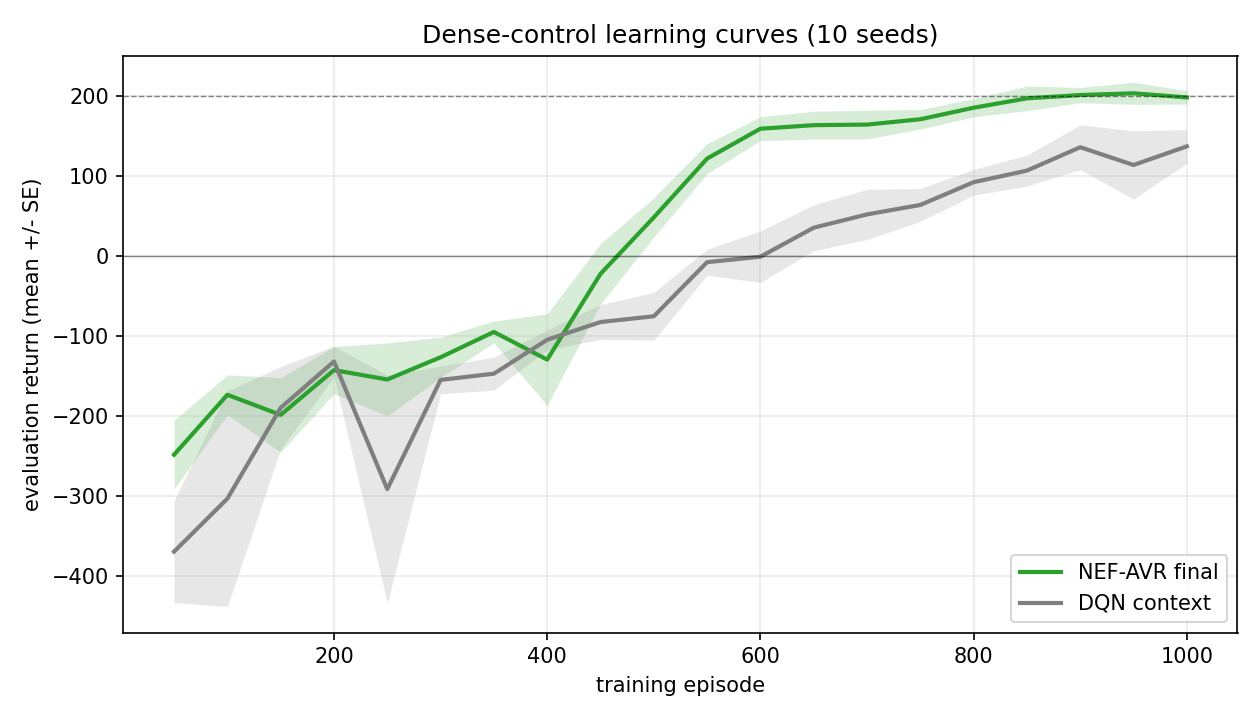 Dense-control learning curves (10 seeds)
evaluation return (mean +/- SE)
200
100
0
−100
−200
−300
−400
200
400
600
800
1000
training episode
NEF-AVR final
DQN context